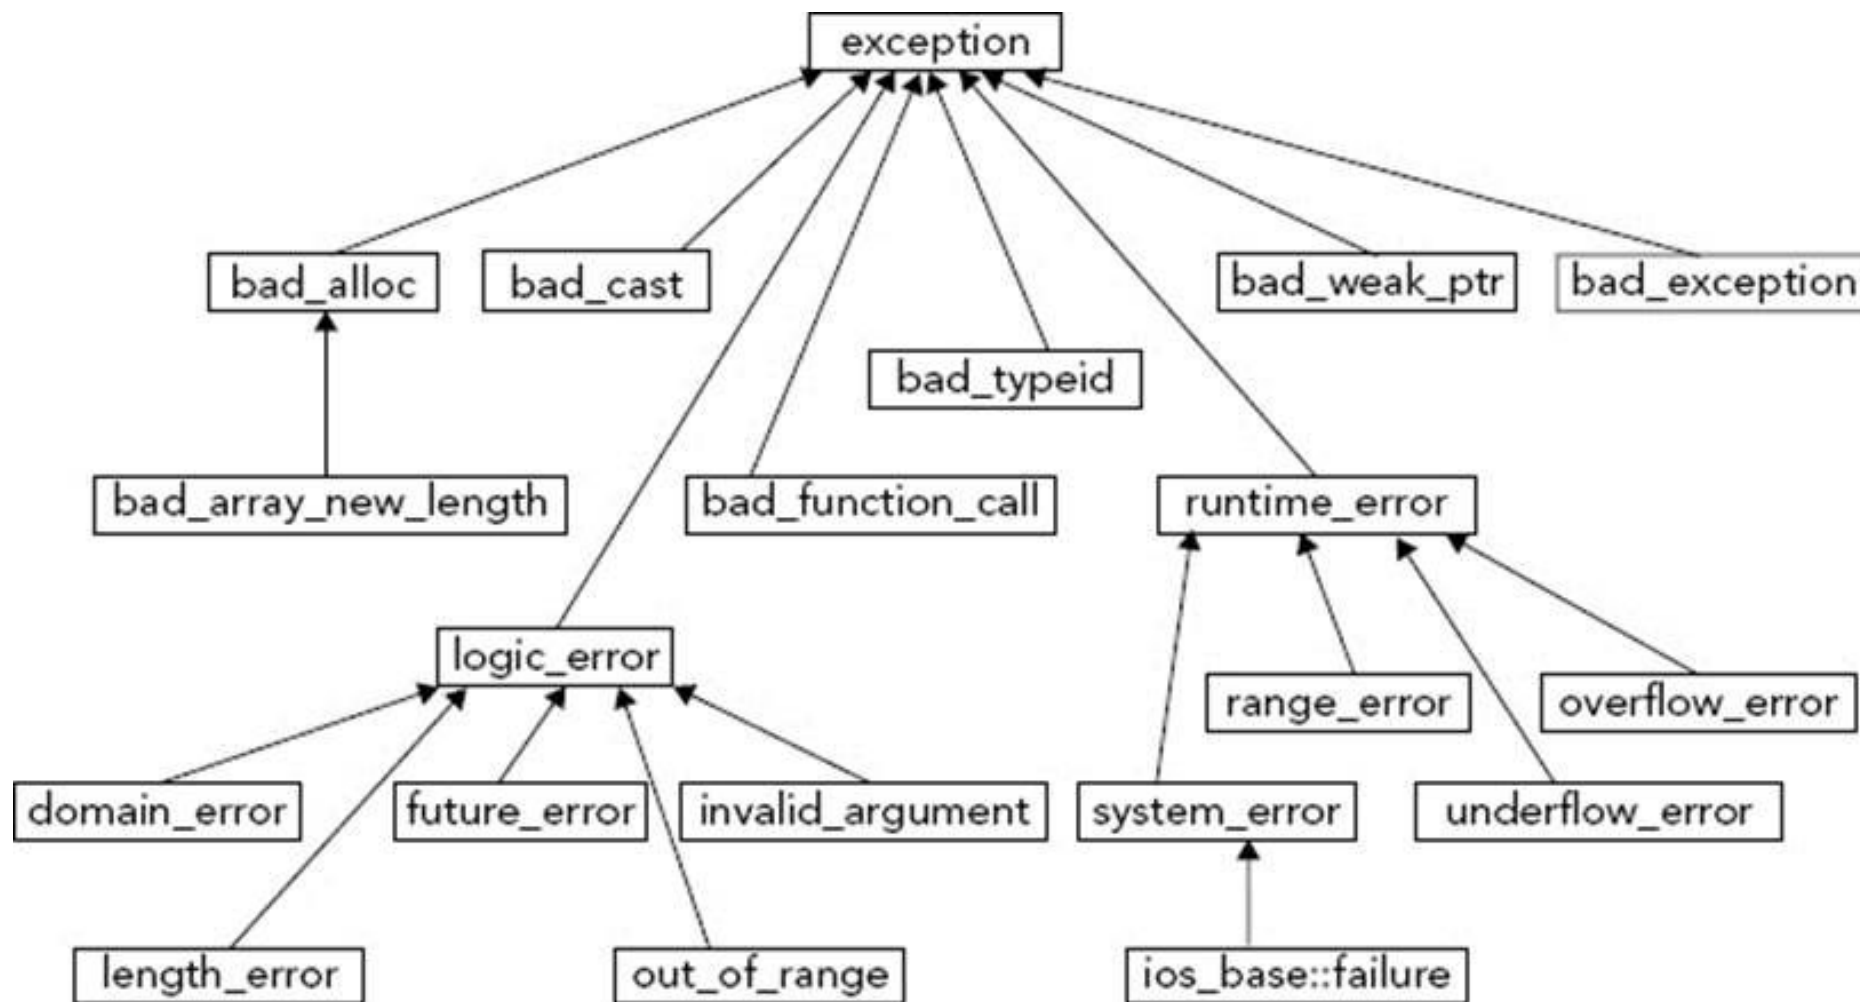 exception
bad_alloc
bad_cast
bad_weak_ptr
bad_exception
bad_typeid
bad_array_new_length
bad_function_call
runtime_error
logic_error
range_error
overflow_error
domain_error
future_error
invalid_argument
system_error
underflow_error
length_error
out_of_range
ios_base::failure